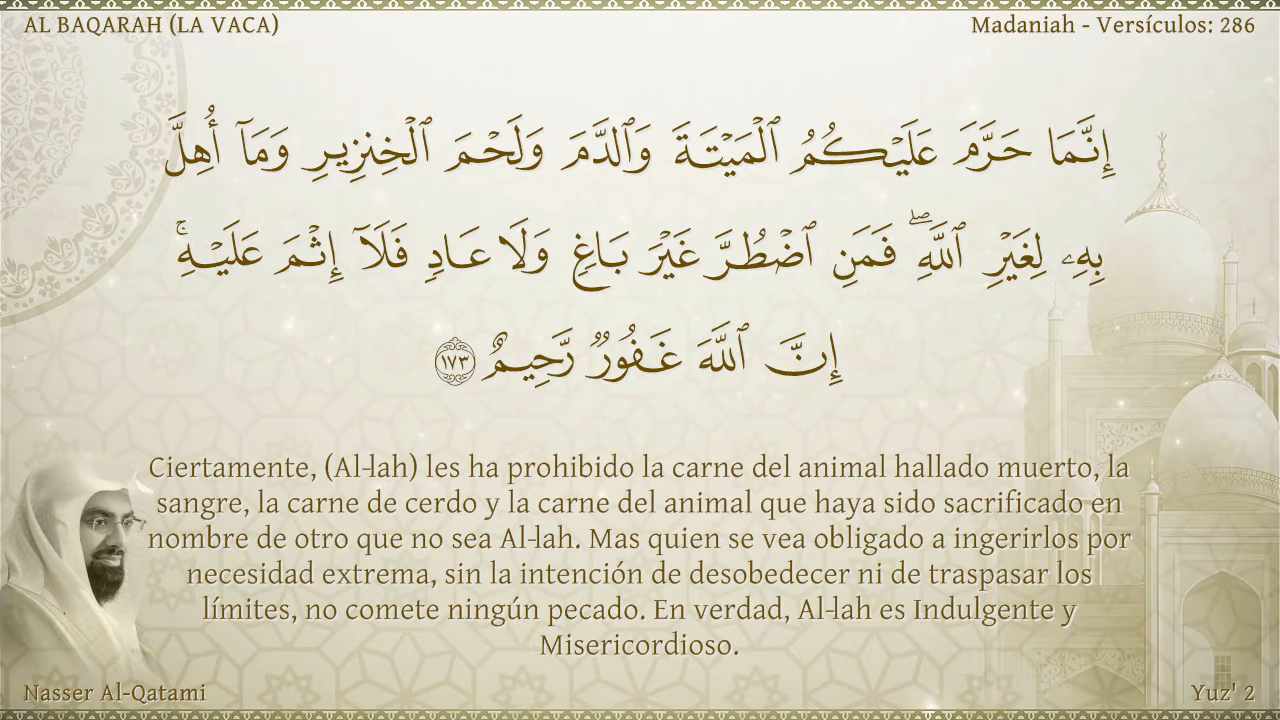 AL BAQARAH (LA VACA)
Madaniah - Versículos: 286
إِنَّمَا حَرَّمَ عَلَيۡكُمُ ٱلۡمَيۡتَةَ وَٱلدَّمَ وَلَحۡمَ ٱلۡخِنزِيرِ وَمَآ أُهِلَّ
بِهِۦ لِغَيۡرِ ٱللَّهِۖ فَمَنِ ٱضۡطُرَّ غَيۡرَ بَاغٖ وَلَا عَادٖ فَلَآ إِثۡمَ عَلَيۡهِۚ
إِنَّ ٱللَّهَ غَفُورٞ رَّحِيمٌ ١٧٣
Ciertamente, (Al-lah) les ha prohibido la carne del animal hallado muerto, la
sangre, la carne de cerdo y la carne del animal que haya sido sacrificado en
nombre de otro que no sea Al-lah. Mas quien se vea obligado a ingerirlos por
necesidad extrema, sin la intención de desobedecer ni de traspasar los
límites, no comete ningún pecado. En verdad, Al-lah es Indulgente y
Misericordioso.
Nasser Al-Qatami
Yuz' 2